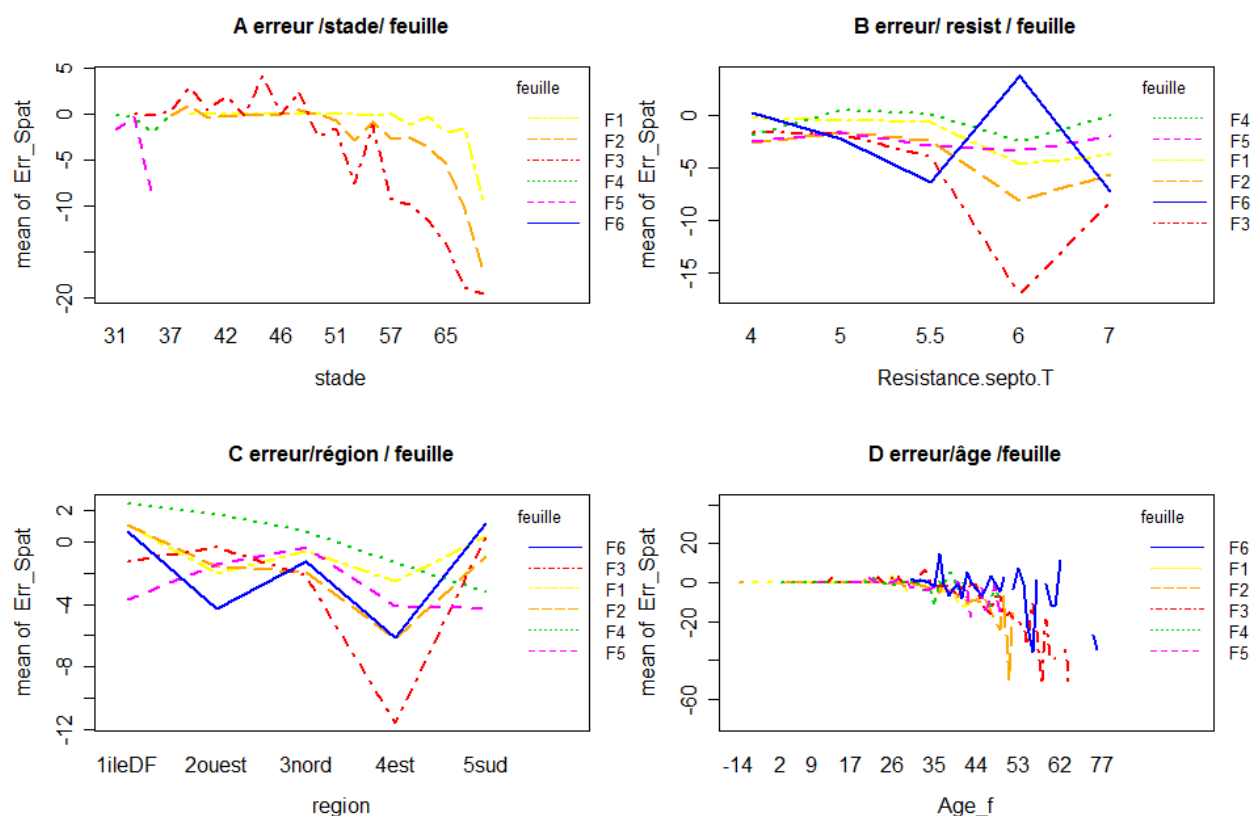 A erreur /stade/ feuille
mean of Err_Spat
5
0
-5
-10
-20
feuille
F1
F2
F3
F4
F5
F6
31 37 42 46 51 57 65
stade
B erreur/ resist / feuille
mean of Err_Spat
0
-5
-10
-15
feuille
F4
F5
F1
F2
F6
F3
4 5 5.5 6 7
Resistance.septo.T
C erreur/région / feuille
mean of Err_Spat
2
0
-4
-8
-12
feuille
F6
F3
F1
F2
F4
F5
1ileDF 2ouest 3nord 4est 5sud
region
D erreur/âge /feuille
mean of Err_Spat
20
0
-20
-60
feuille
F6
F1
F2
F3
F4
F5
-14 2 9 17 26 35 44 53 62 77
Age_f